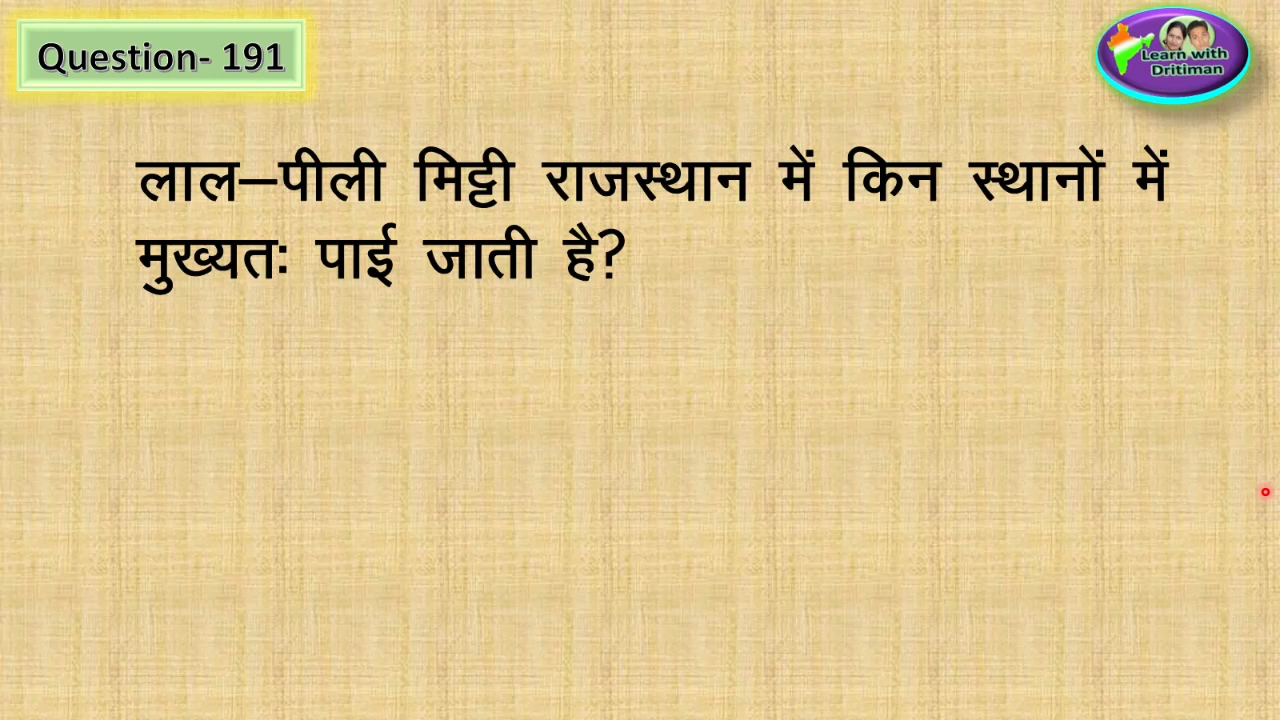 Question- 191
Learn with
Dritiman
लाल–पीली मिट्टी राजस्थान में किन स्थानों में
मुख्यतः पाई जाती है?